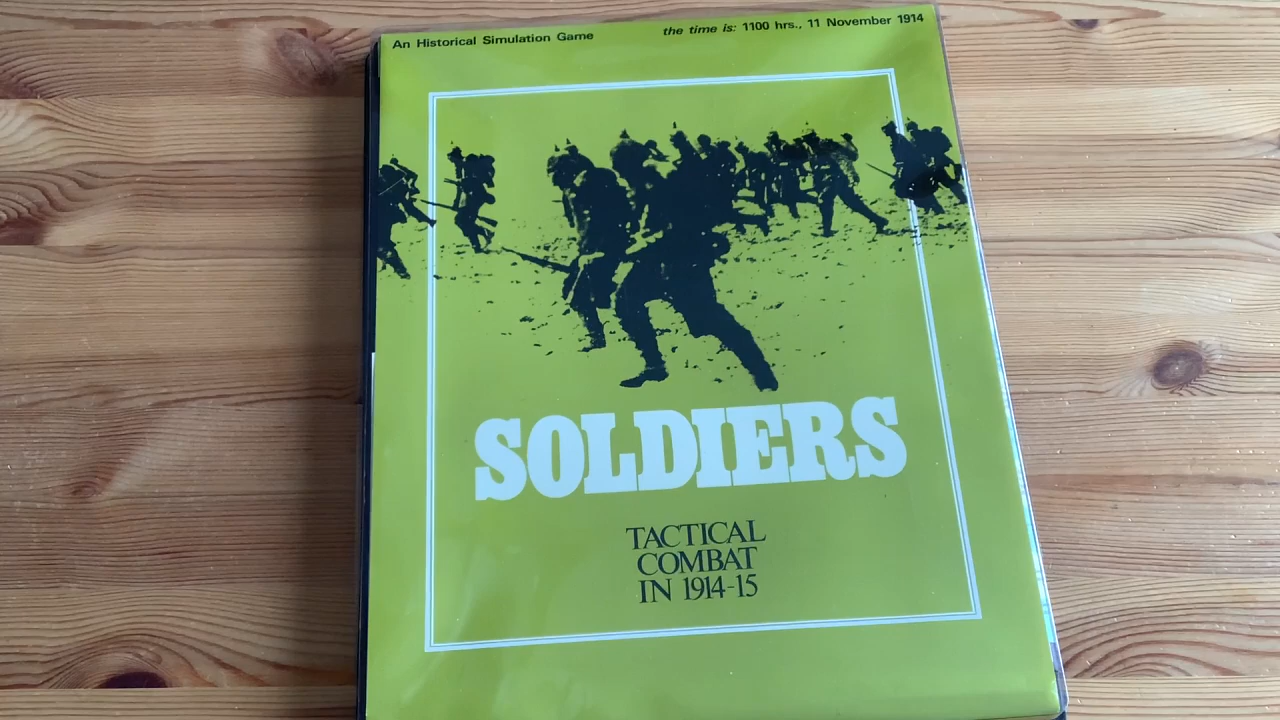 An Historical Simulation Game
the time is: 1100 hrs., 11 November 1914
SOLDIERS
TACTICAL
COMBAT
IN 1914-15